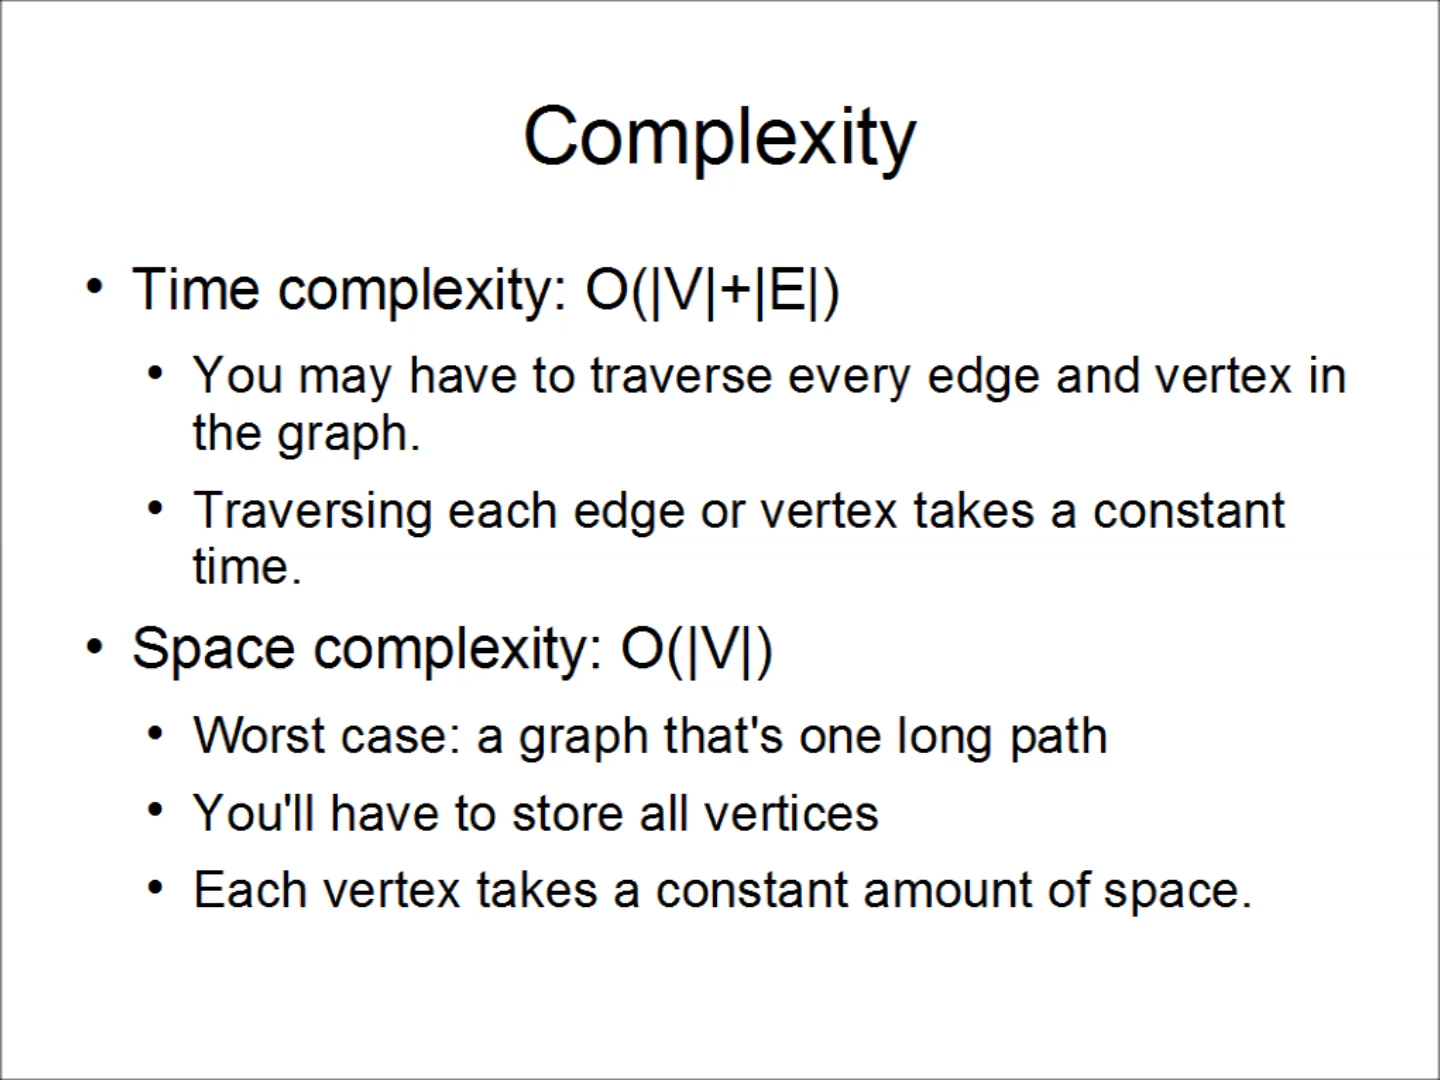 Complexity
• Time complexity: O(|V|+|E|)
• You may have to traverse every edge and vertex in
the graph.
• Traversing each edge or vertex takes a constant
time.
• Space complexity: O(|V|)
• Worst case: a graph that's one long path
• You'll have to store all vertices
• Each vertex takes a constant amount of space.